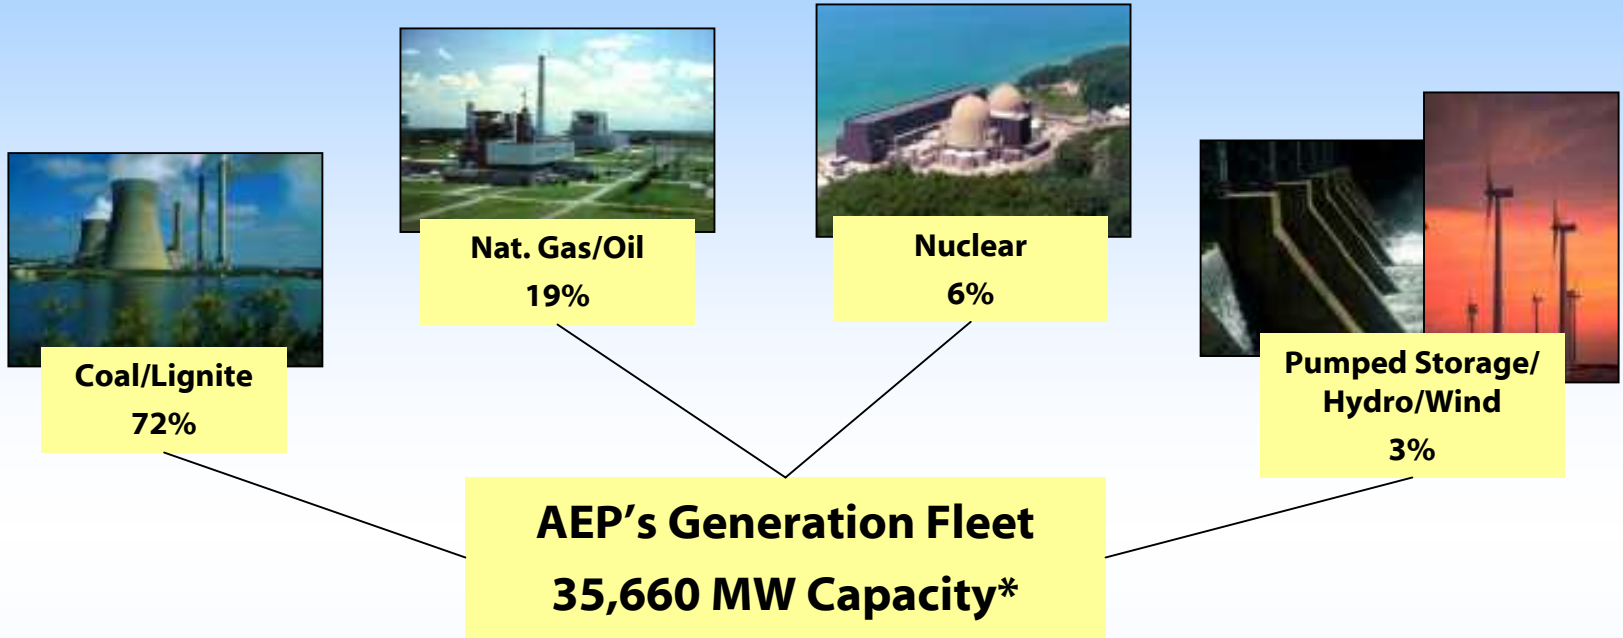 Coal/Lignite
72%
Nat. Gas/Oil
19%
Nuclear
6%
Pumped Storage/
Hydro/Wind
3%
AEP’s Generation Fleet
35,660 MW Capacity*